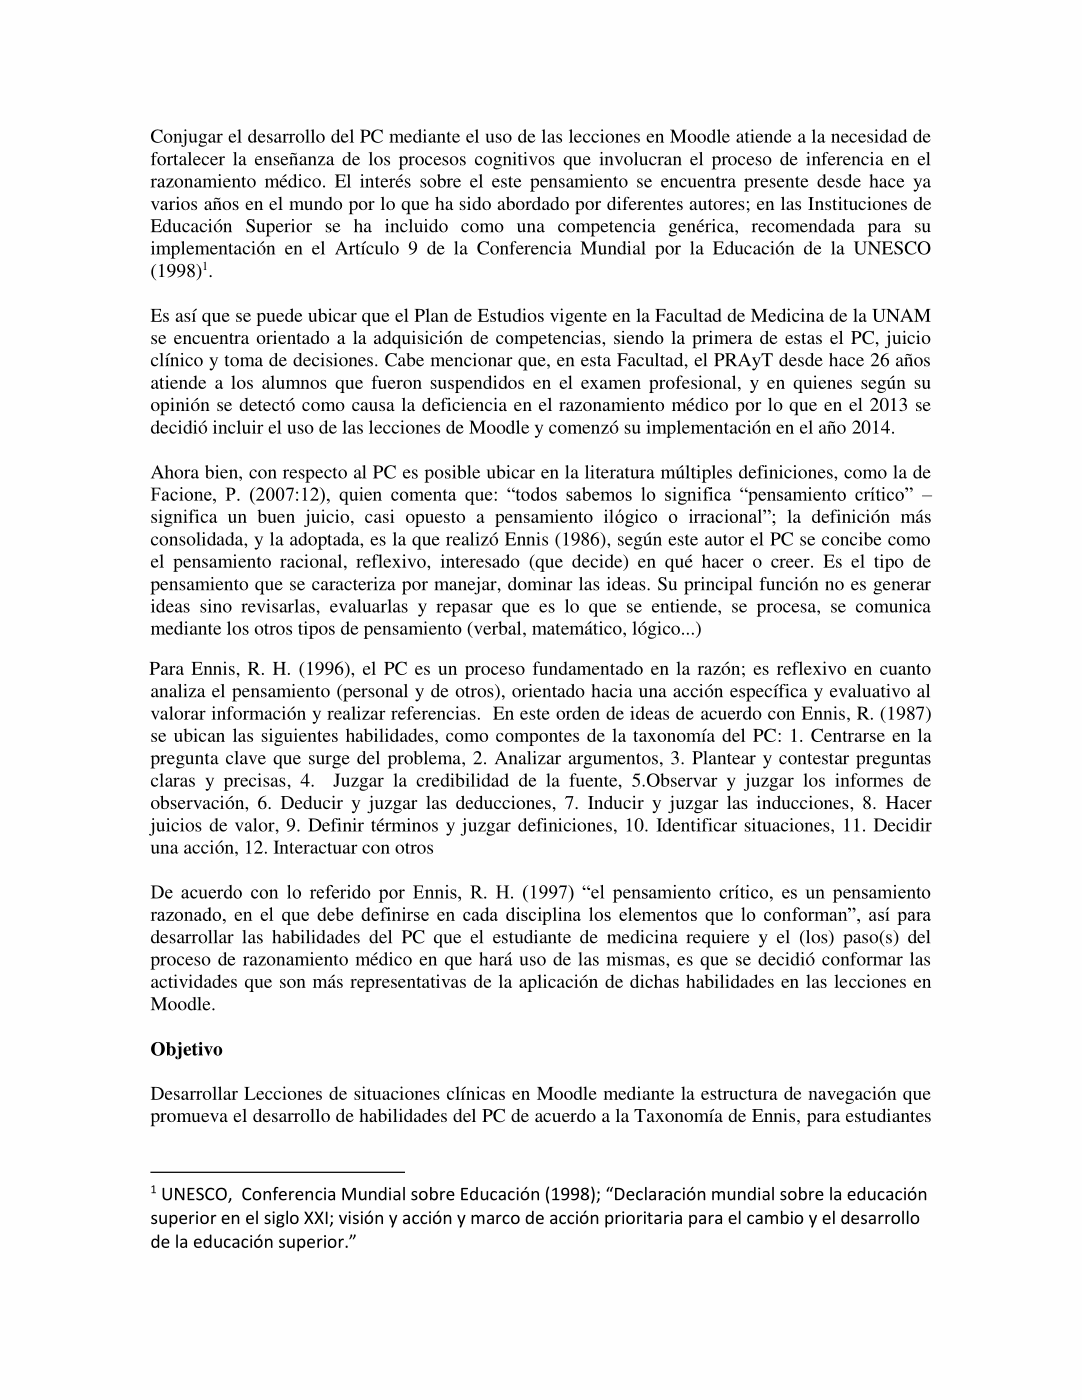 Conjugar el desarrollo del PC mediante el uso de las lecciones en Moodle atiende a la necesidad de
fortalecer la enseñanza de los procesos cognitivos que involucran el proceso de inferencia en el
razonamiento médico. El interés sobre el este pensamiento se encuentra presente desde hace ya
varios años en el mundo por lo que ha sido abordado por diferentes autores; en las Instituciones de
Educación Superior se ha incluido como una competencia genérica, recomendada para su
implementación en el Artículo 9 de la Conferencia Mundial por la Educación de la UNESCO
(1998)¹.
Es así que se puede ubicar que el Plan de Estudios vigente en la Facultad de Medicina de la UNAM
se encuentra orientado a la adquisición de competencias, siendo la primera de estas el PC, juicio
clínico y toma de decisiones. Cabe mencionar que, en esta Facultad, el PRAyT desde hace 26 años
atiende a los alumnos que fueron suspendidos en el examen profesional, y en quienes según su
opinión se detectó como causa la deficiencia en el razonamiento médico por lo que en el 2013 se
decidió incluir el uso de las lecciones de Moodle y comenzó su implementación en el año 2014.
Ahora bien, con respecto al PC es posible ubicar en la literatura múltiples definiciones, como la de
Facione, P. (2007:12), quien comenta que: “todos sabemos lo significa “pensamiento crítico” –
significa un buen juicio, casi opuesto a pensamiento ilógico o irracional”; la definición más
consolidada, y la adoptada, es la que realizó Ennis (1986), según este autor el PC se concibe como
el pensamiento racional, reflexivo, interesado (que decide) en qué hacer o creer. Es el tipo de
pensamiento que se caracteriza por manejar, dominar las ideas. Su principal función no es generar
ideas sino revisarlas, evaluarlas y repasar que es lo que se entiende, se procesa, se comunica
mediante los otros tipos de pensamiento (verbal, matemático, lógico...)
Para Ennis, R. H. (1996), el PC es un proceso fundamentado en la razón; es reflexivo en cuanto
analiza el pensamiento (personal y de otros), orientado hacia una acción específica y evaluativo al
valorar información y realizar referencias.  En este orden de ideas de acuerdo con Ennis, R. (1987)
se ubican las siguientes habilidades, como compontes de la taxonomía del PC: 1. Centrarse en la
pregunta clave que surge del problema, 2. Analizar argumentos, 3. Plantear y contestar preguntas
claras y precisas, 4.  Juzgar la credibilidad de la fuente, 5.Observar y juzgar los informes de
observación, 6. Deducir y juzgar las deducciones, 7. Inducir y juzgar las inducciones, 8. Hacer
juicios de valor, 9. Definir términos y juzgar definiciones, 10. Identificar situaciones, 11. Decidir
una acción, 12. Interactuar con otros
De acuerdo con lo referido por Ennis, R. H. (1997) “el pensamiento crítico, es un pensamiento
razonado, en el que debe definirse en cada disciplina los elementos que lo conforman”, así para
desarrollar las habilidades del PC que el estudiante de medicina requiere y el (los) paso(s) del
proceso de razonamiento médico en que hará uso de las mismas, es que se decidió conformar las
actividades que son más representativas de la aplicación de dichas habilidades en las lecciones en
Moodle.
Objetivo
Desarrollar Lecciones de situaciones clínicas en Moodle mediante la estructura de navegación que
promueva el desarrollo de habilidades del PC de acuerdo a la Taxonomía de Ennis, para estudiantes
¹ UNESCO,  Conferencia Mundial sobre Educación (1998); “Declaración mundial sobre la educación
superior en el siglo XXI; visión y acción y marco de acción prioritaria para el cambio y el desarrollo
de la educación superior.”